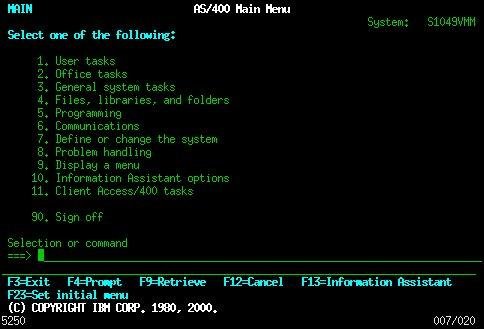 MAIN AS/400 Main Menu
System: S1049VMM
Select one of the following:
1. User tasks
2. Office tasks
3. General system tasks
4. Files, libraries, and folders
5. Programming
6. Communications
7. Define or change the system
8. Problem handling
9. Display a menu
10. Information Assistant options
11. Client Access/400 tasks
90. Sign off
Selection or command
===>
F3=Exit F4=Prompt F9=Retrieve F12=Cancel F13=Information Assistant
F23=Set initial menu
(C) COPYRIGHT IBM CORP. 1980, 2000.
5250 007/020